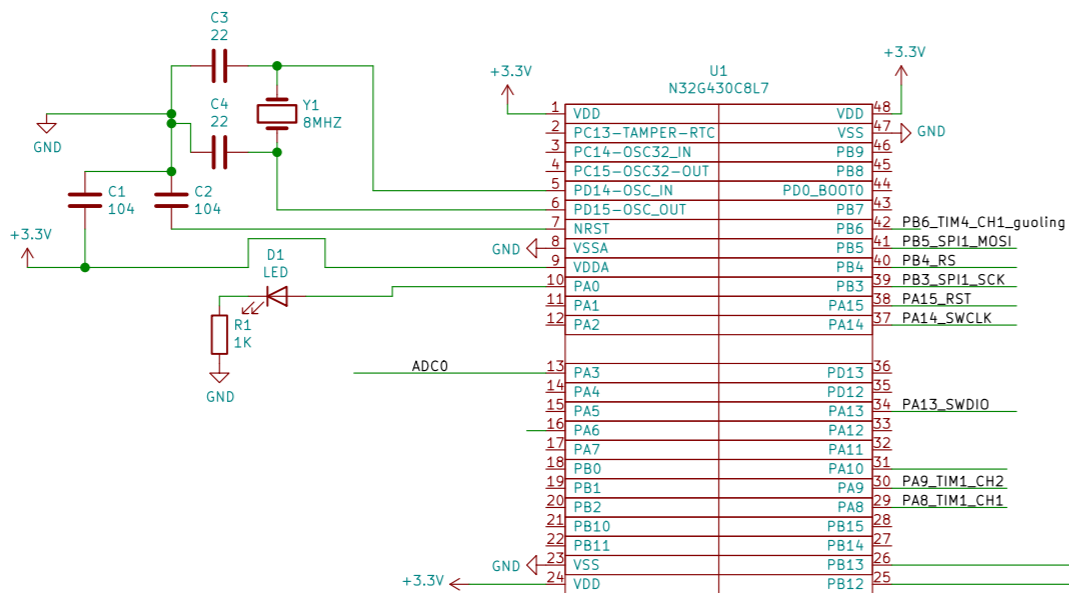 C3
22
C4
22
Y1
8MHZ
GND
C1
104
C2
104
+3.3V
D1
LED
R1
1K
GND
ADC0
+3.3V
U1
N32G430C8L7
+3.3V
1 VDD VDD 48
2 PC13-TAMPER-RTC VSS 47 GND
3 PC14-OSC32_IN PB9 46
4 PC15-OSC32-OUT PB8 45
5 PD14-OSC_IN PD0_BOOT0 44
6 PD15-OSC_OUT PB7 43
7 NRST PB6 42 PB6_TIM4_CH1_guoling
GND 8 VSSA PB5 41 PB5_SPI1_MOSI
9 VDDA PB4 40 PB4_RS
10 PA0 PB3 39 PB3_SPI1_SCK
11 PA1 PA15 38 PA15_RST
12 PA2 PA14 37 PA14_SWCLK
13 PA3 PD13 36
14 PA4 PD12 35
15 PA5 PA13 34 PA13_SWDIO
16 PA6 PA12 33
17 PA7 PA11 32
18 PB0 PA10 31
19 PB1 PA9 30 PA9_TIM1_CH2
20 PB2 PA8 29 PA8_TIM1_CH1
21 PB10 PB15 28
22 PB11 PB14 27
GND 23 VSS PB13 26
+3.3V 24 VDD PB12 25